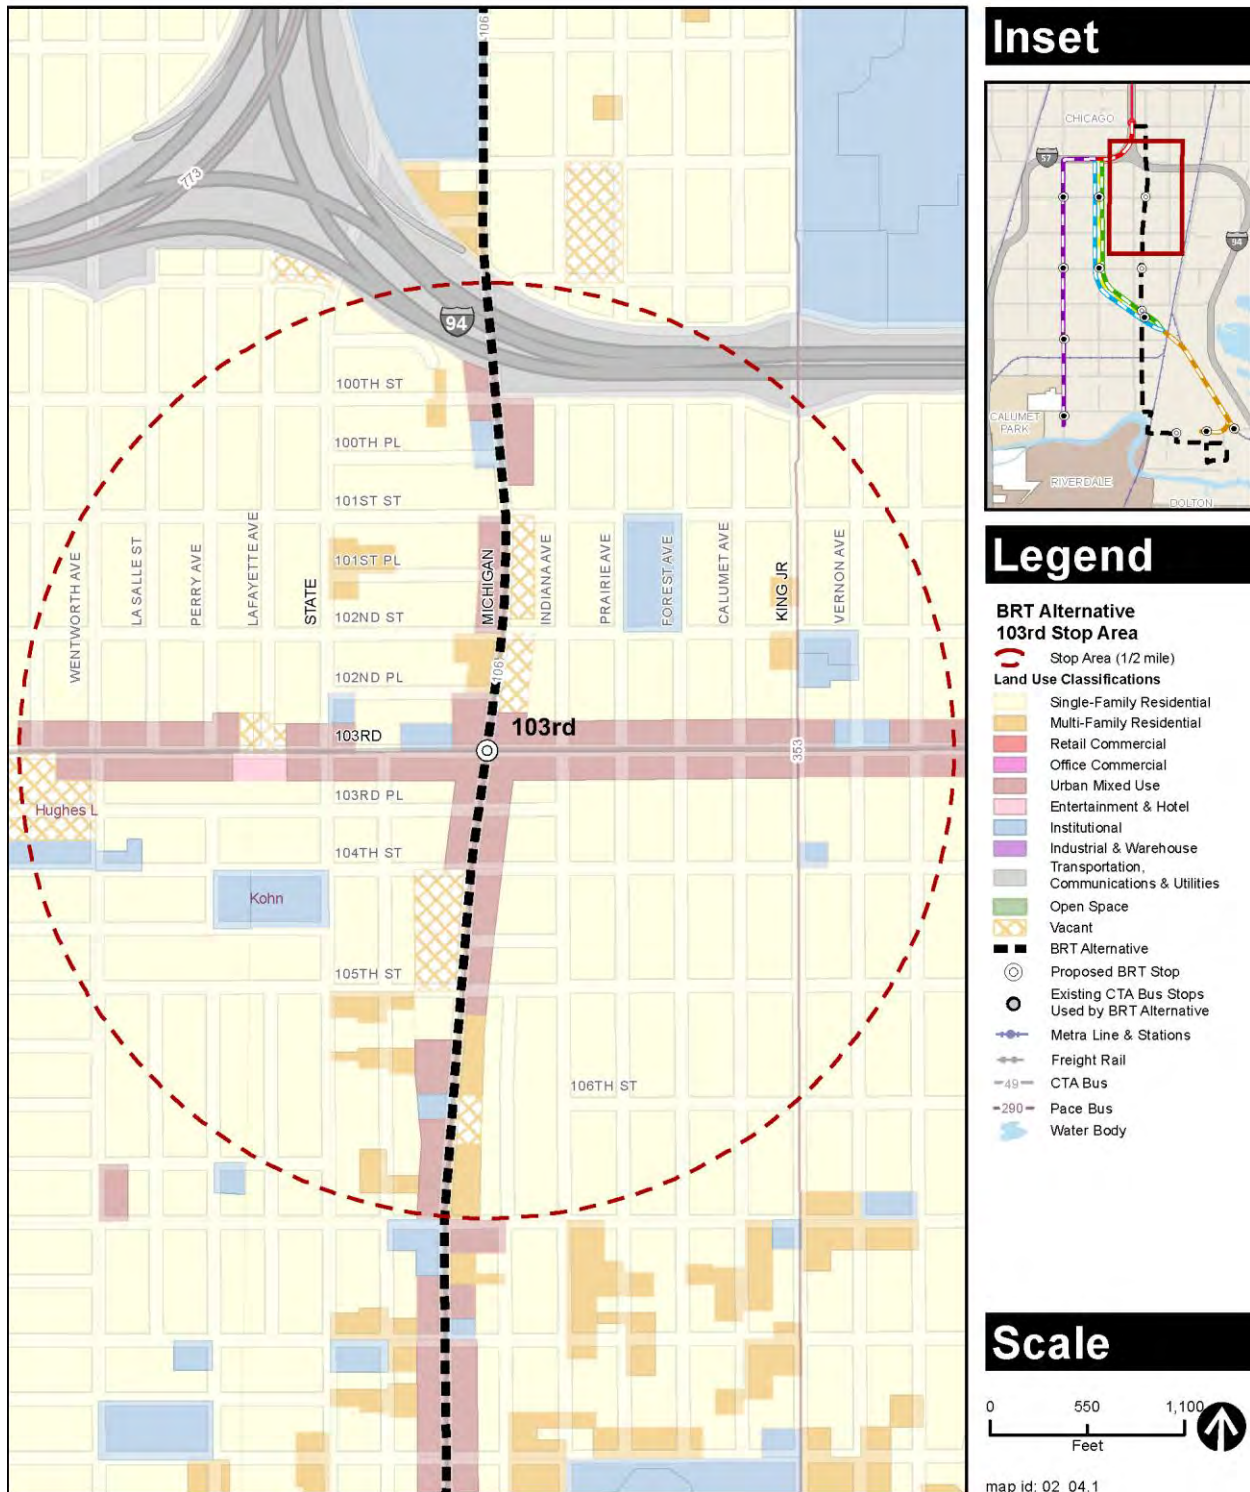 106
773
94
100TH ST
100TH PL
101ST ST
101ST PL
102ND ST
102ND PL
WENTWORTH AVE
LA SALLE ST
PERRY AVE
LAFAYETTE AVE
STATE
MICHIGAN
INDIANA AVE
PRAIRIE AVE
FOREST AVE
CALUMET AVE
KING JR
VERNON AVE
106
103RD
103rd
353
103RD PL
Hughes L
104TH ST
Kohn
105TH ST
106TH ST
Inset
CHICAGO
57
94
CALUMET
PARK
RIVERDALE
DOLTON
Legend
BRT Alternative
103rd Stop Area
Stop Area (1/2 mile)
Land Use Classifications
Single-Family Residential
Multi-Family Residential
Retail Commercial
Office Commercial
Urban Mixed Use
Entertainment & Hotel
Institutional
Industrial & Warehouse
Transportation,
Communications & Utilities
Open Space
Vacant
BRT Alternative
Proposed BRT Stop
Existing CTA Bus Stops
Used by BRT Alternative
Metra Line & Stations
Freight Rail
49 CTA Bus
290 Pace Bus
Water Body
Scale
0 550 1,100
Feet
map id: 02_04.1